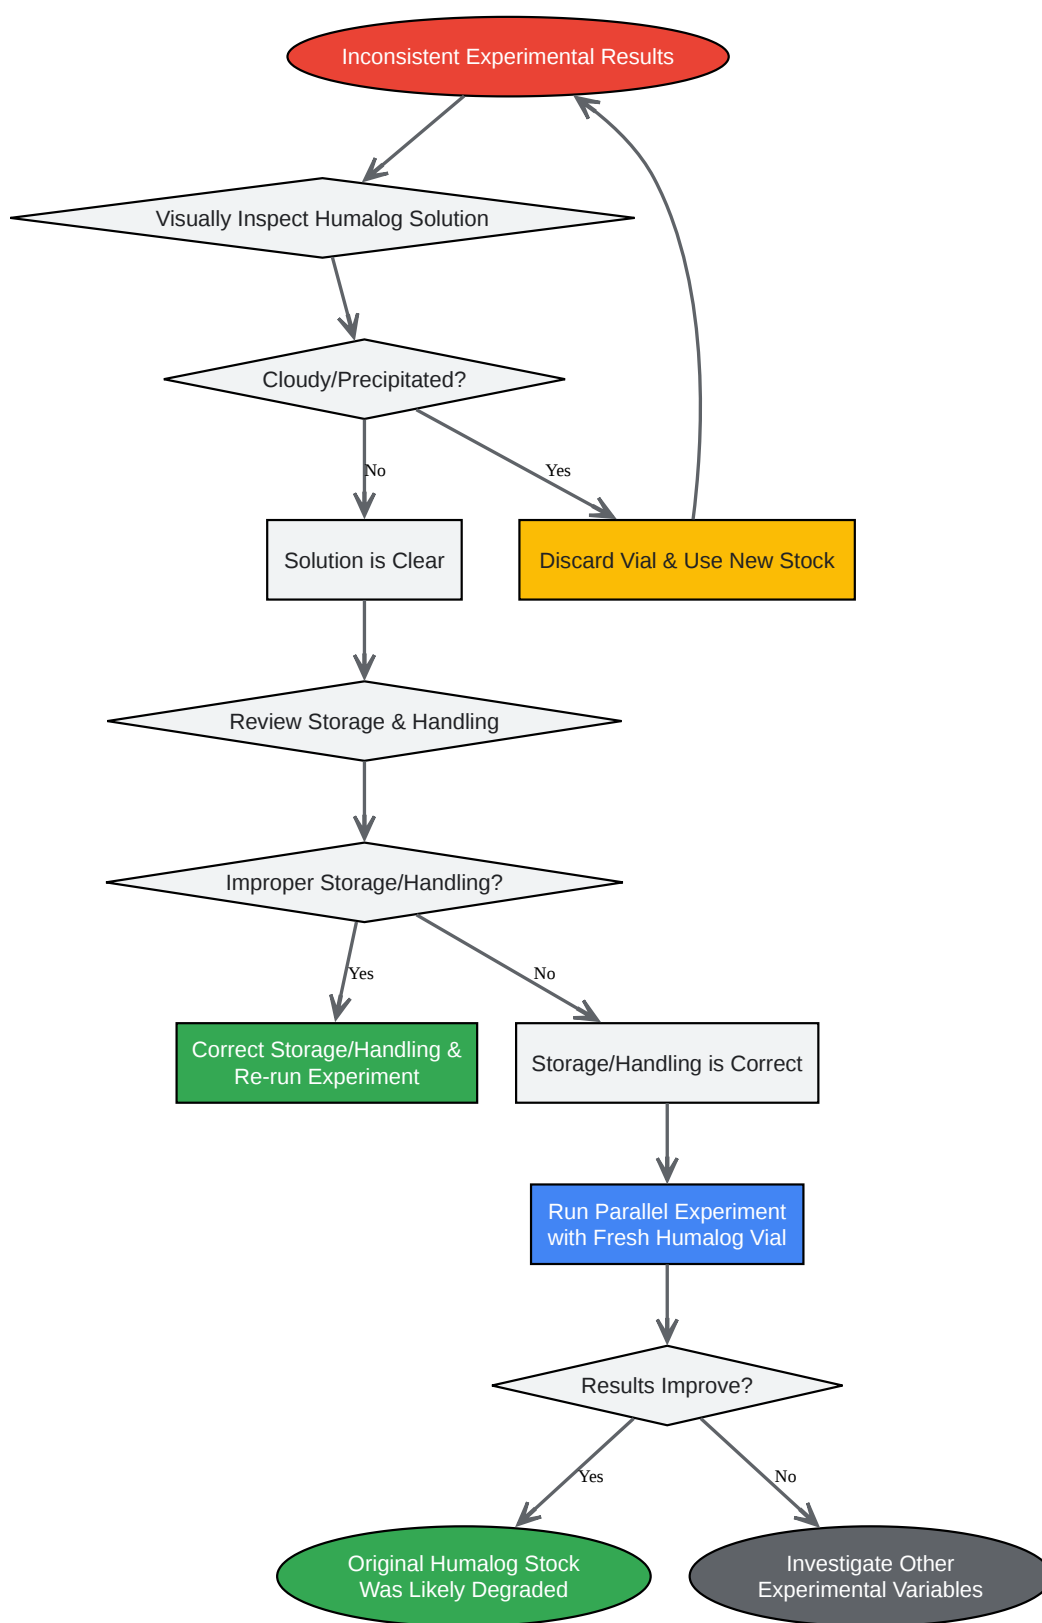 Inconsistent Experimental Results
Visually Inspect Humalog Solution
Cloudy/Precipitated?
No
Yes
Solution is Clear
Discard Vial & Use New Stock
Review Storage & Handling
Improper Storage/Handling?
Yes
No
Correct Storage/Handling &
Re-run Experiment
Storage/Handling is Correct
Run Parallel Experiment
with Fresh Humalog Vial
Results Improve?
Yes
No
Original Humalog Stock
Was Likely Degraded
Investigate Other
Experimental Variables